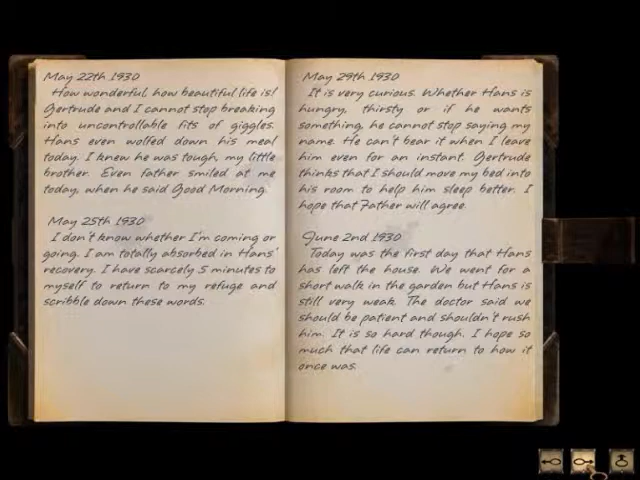 May 22th 1930
How wonderful, how beautiful life is!
Gertrude and I cannot stop breaking
into uncontrollable fits of giggles.
Hans even wolfed down his meal
today. I knew he was tough, my little
brother. Even father smiled at me
today, when he said Good Morning.
May 25th 1930
I don't know whether I'm coming or
going. I am totally absorbed in Hans'
recovery. I have scarcely 5 minutes to
myself to return to my refuge and
scribble down these words.
May 29th 1930
It is very curious. Whether Hans is
hungry, thirsty or if he wants
something, he cannot stop saying my
name. He can't bear it when I leave
him even for an instant. Gertrude
thinks that I should move my bed into
his room to help him sleep better. I
hope that Father will agree.
June 2nd 1930
Today was the first day that Hans
has left the house. We went for a
short walk in the garden but Hans is
still very weak. The doctor said we
should be patient and shouldn't rush
him. It is so hard though. I hope so
much that life can return to how it
once was.